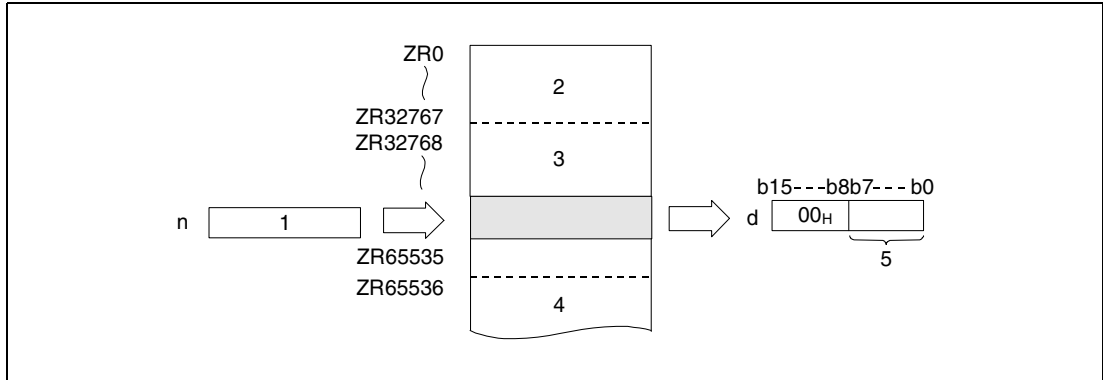 ZR0
2
ZR32767
ZR32768
3
b15---b8b7---b0
n
1
d
00H
ZR65535
5
ZR65536
4